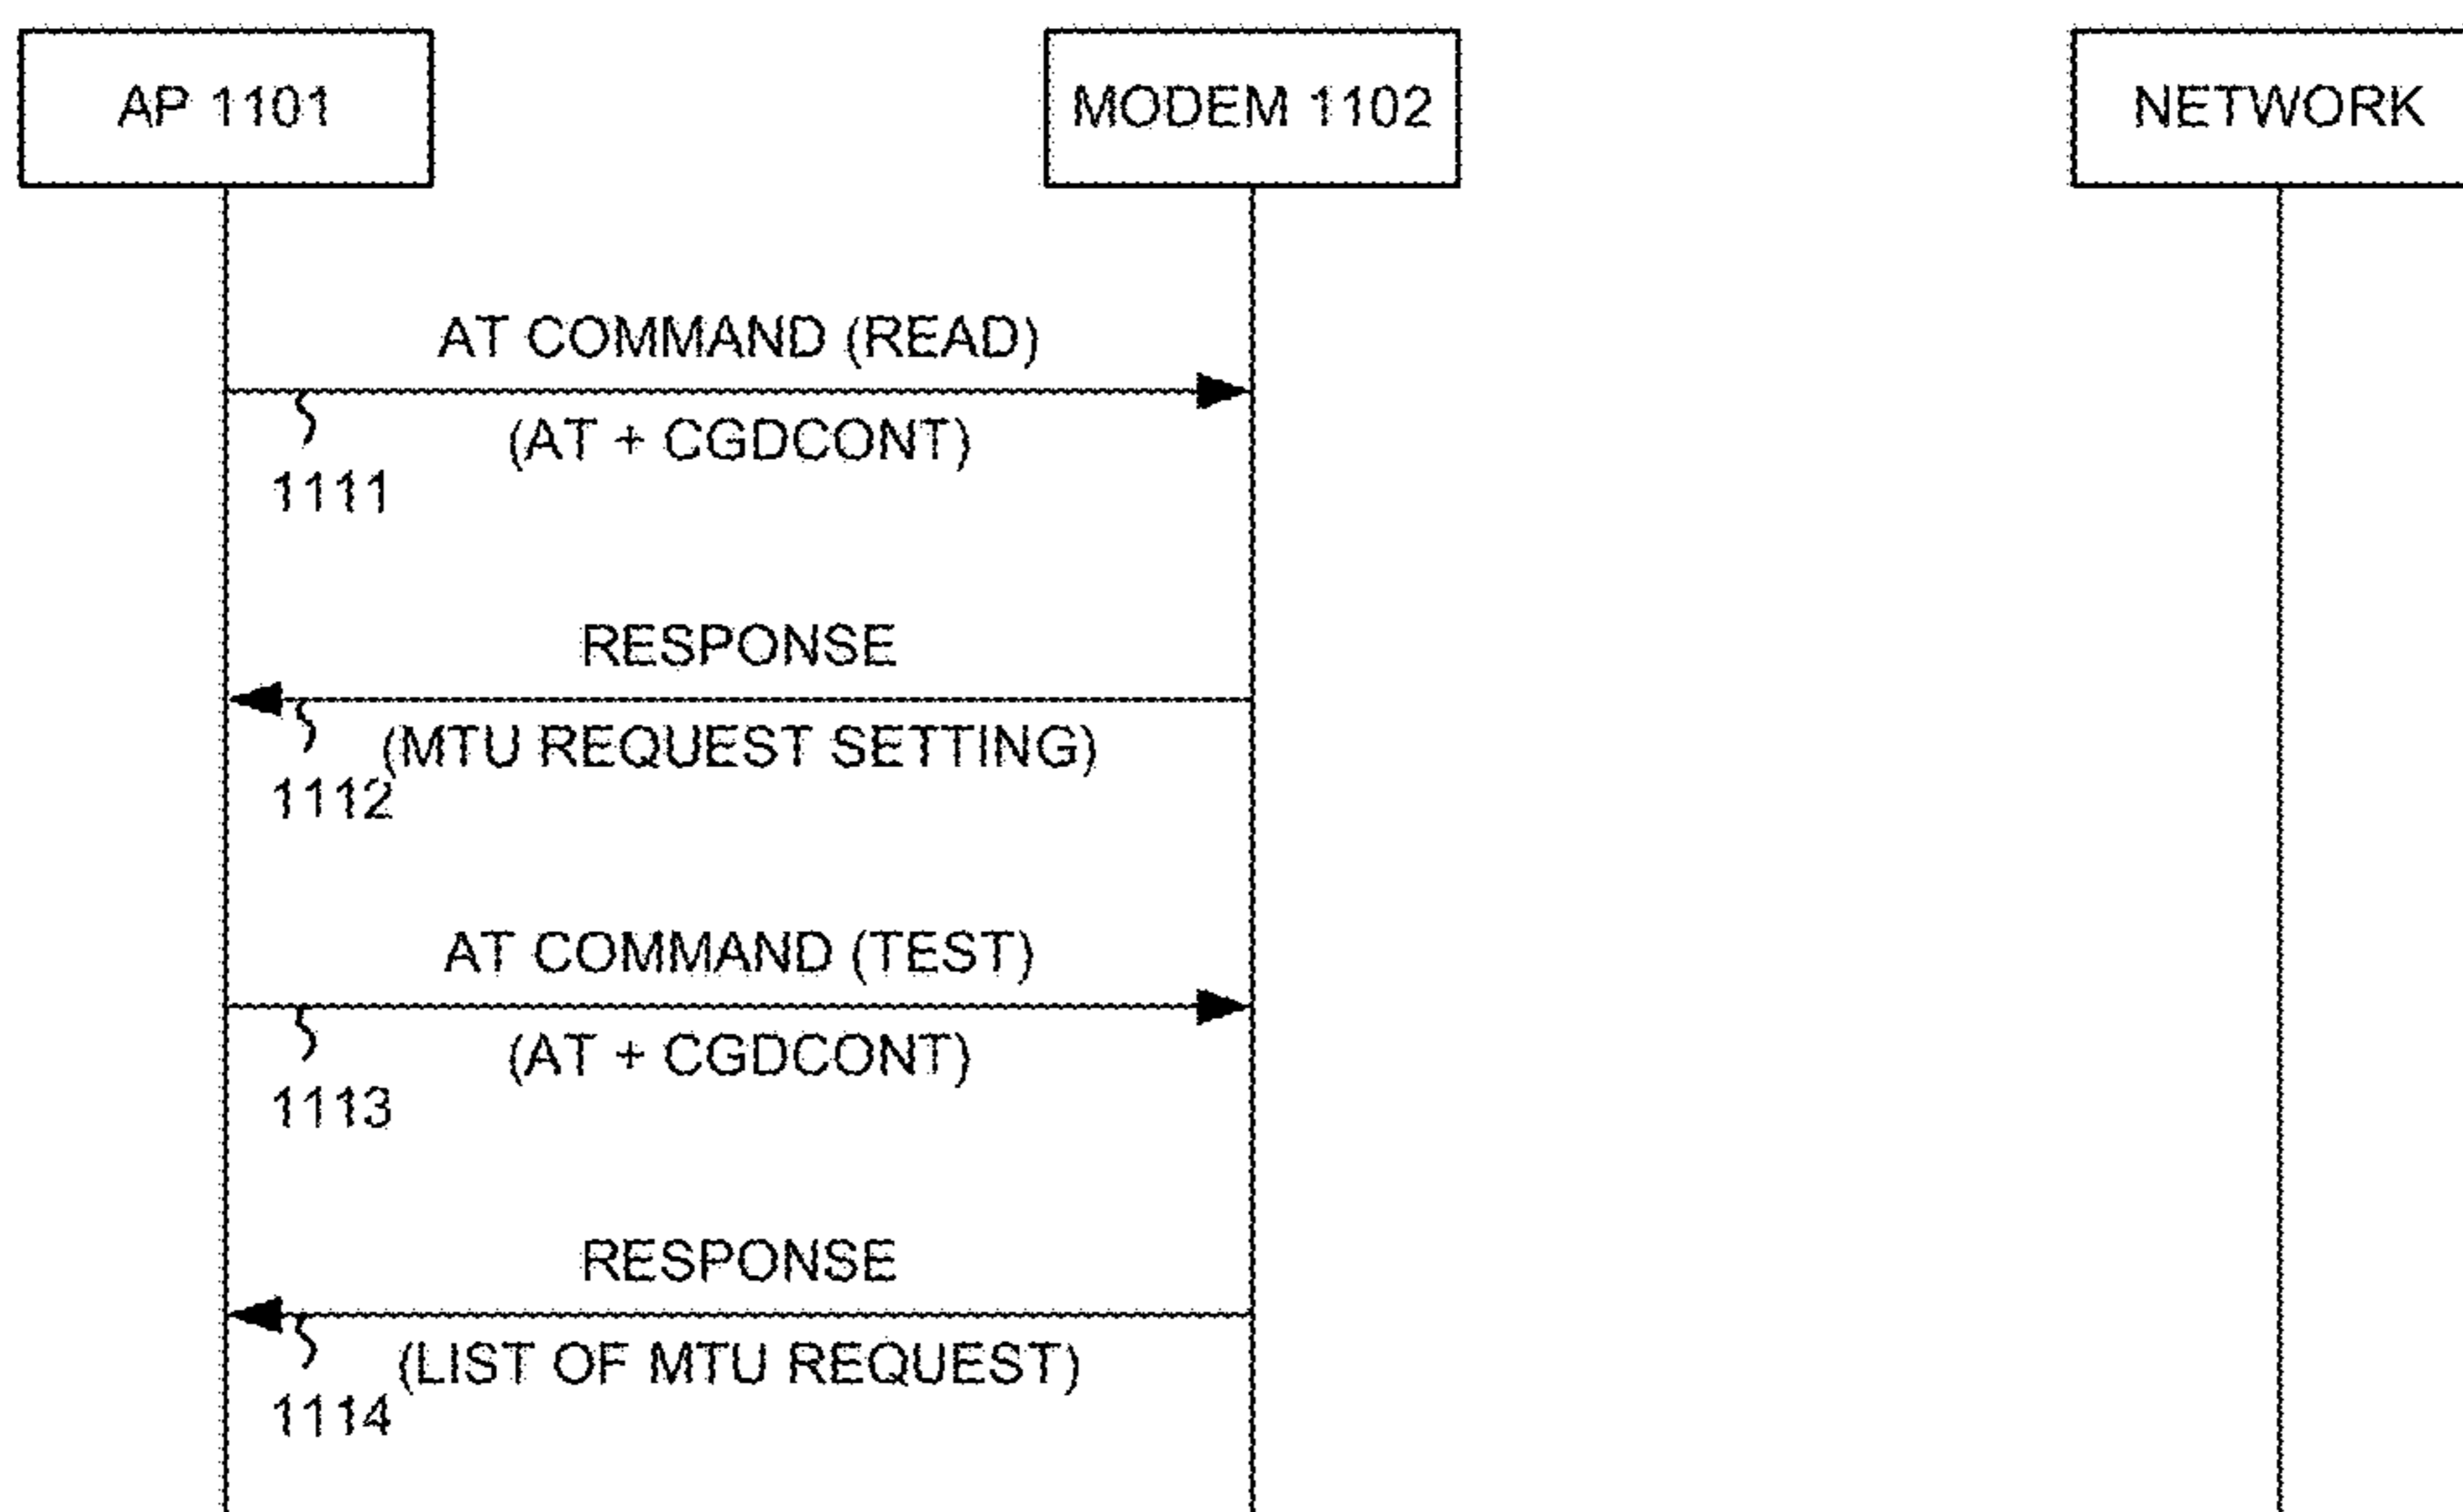 AP 1101
MODEM 1102
NETWORK
AT COMMAND (READ)
(AT + CGDCONT)
1111
RESPONSE
(MTU REQUEST SETTING)
1112
AT COMMAND (TEST)
(AT + CGDCONT)
1113
RESPONSE
(LIST OF MTU REQUEST)
1114